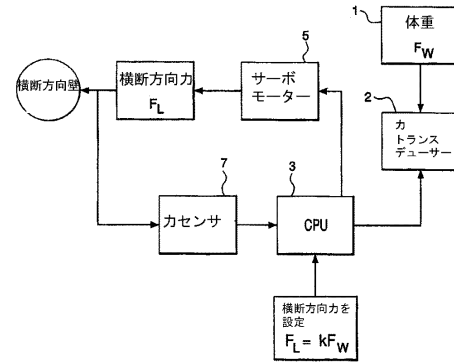 1
体重
F_W
5
サーボ
モーター
横断方向力
F_L
横断方向壁
2
力
トランス
デューサー
7
力センサ
3
CPU
横断方向力を
設定
F_L = kF_W